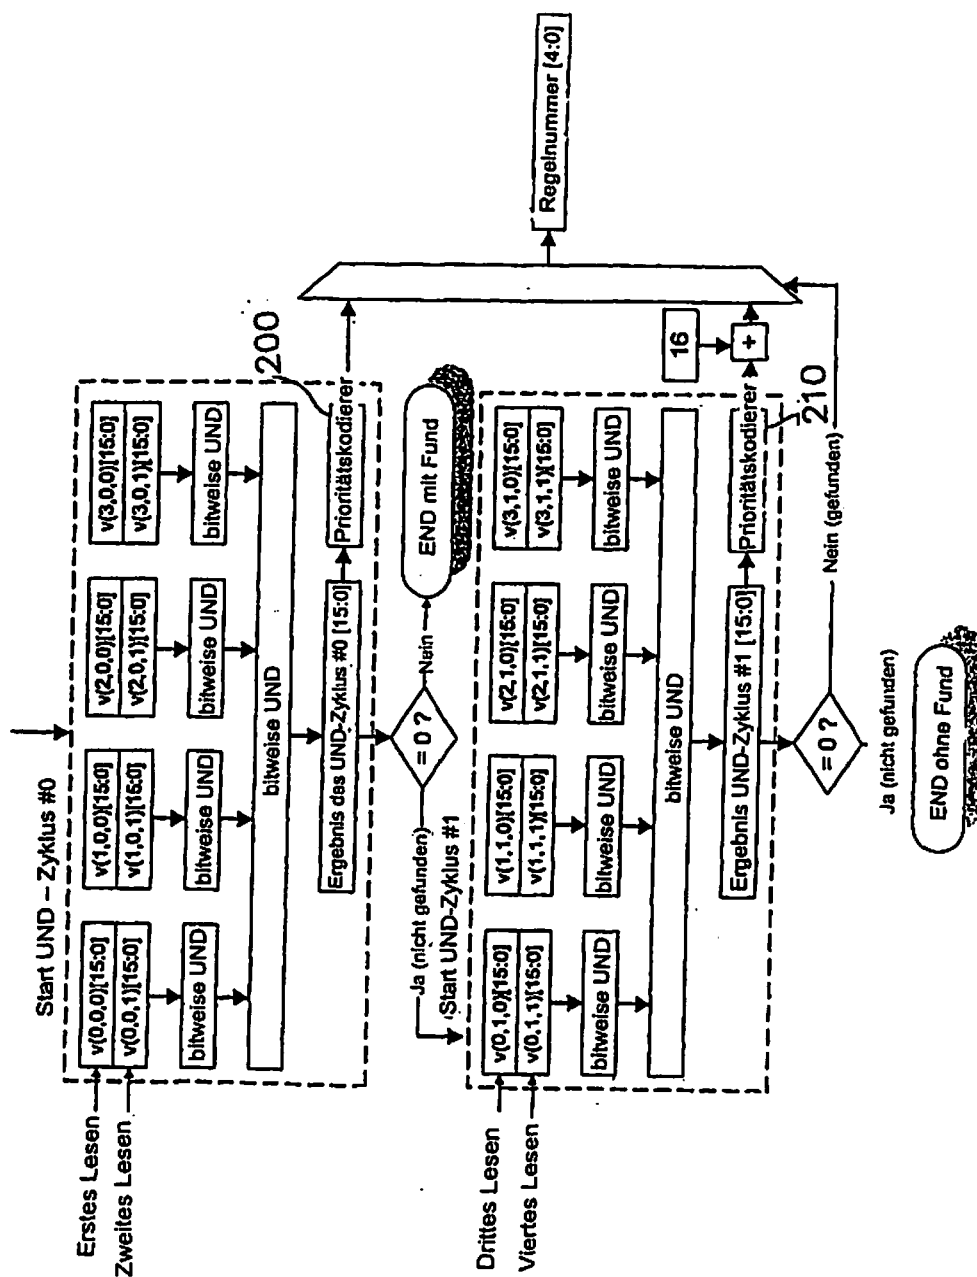 Start UND – Zyklus #0
Erstes Lesen
Zweites Lesen
v(0,0,0)[15:0]
v(0,0,1)[15:0]
v(1,0,0)[15:0]
v(1,0,1)[15:0]
v(2,0,0)[15:0]
v(2,0,1)[15:0]
v(3,0,0)[15:0]
v(3,0,1)[15:0]
bitweise UND
bitweise UND
bitweise UND
bitweise UND
bitweise UND
Ergebnis des UND-Zyklus #0 [15:0]
Prioritätskodierer
200
= 0 ?
Nein
END mit Fund
Ja (nicht gefunden)
Start UND-Zyklus #1
Drittes Lesen
Viertes Lesen
v(0,1,0)[15:0]
v(0,1,1)[15:0]
v(1,1,0)[15:0]
v(1,1,1)[15:0]
v(2,1,0)[15:0]
v(2,1,1)[15:0]
v(3,1,0)[15:0]
v(3,1,1)[15:0]
bitweise UND
bitweise UND
bitweise UND
bitweise UND
bitweise UND
Ergebnis UND-Zyklus #1 [15:0]
Prioritätskodierer
16
+
210
= 0 ?
Nein (gefunden)
Ja (nicht gefunden)
END ohne Fund
Regelnummer [4:0]